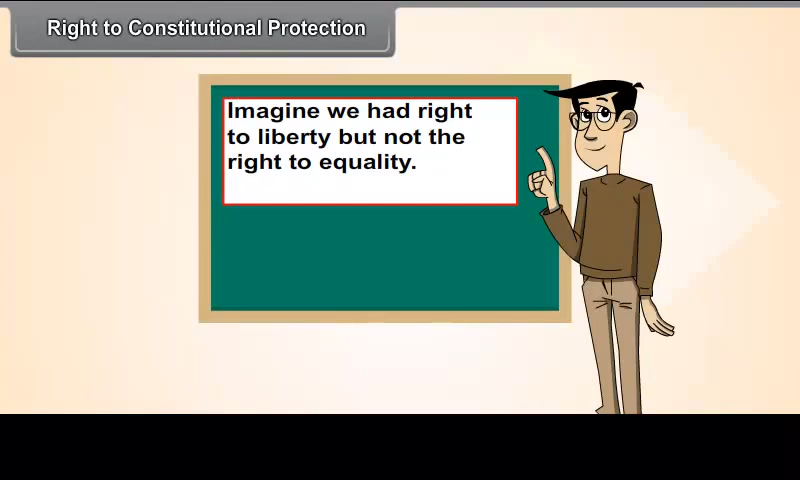 Right to Constitutional Protection
Imagine we had right
to liberty but not the
right to equality.